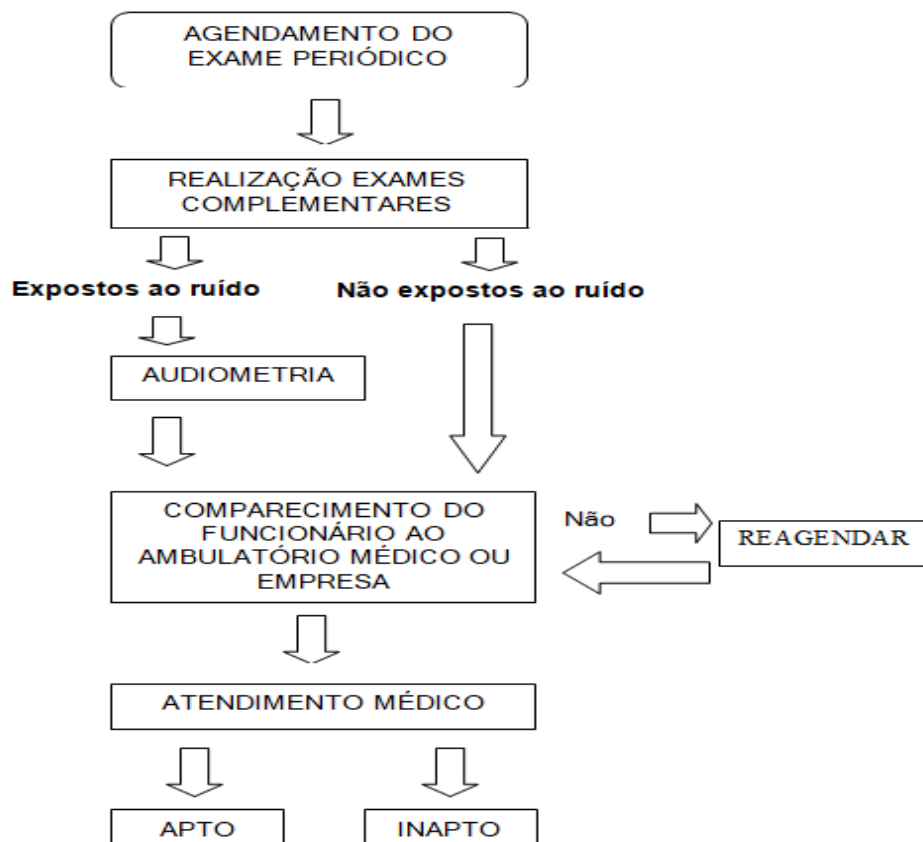 AGENDAMENTO DO
EXAME PERIÓDICO
REALIZAÇÃO EXAMES
COMPLEMENTARES
Expostos ao ruído
Não expostos ao ruído
AUDIOMETRIA
COMPARECIMENTO DO
FUNCIONÁRIO AO
AMBULATÓRIO MÉDICO OU
EMPRESA
Não
REAGENDAR
ATENDIMENTO MÉDICO
APTO
INAPTO